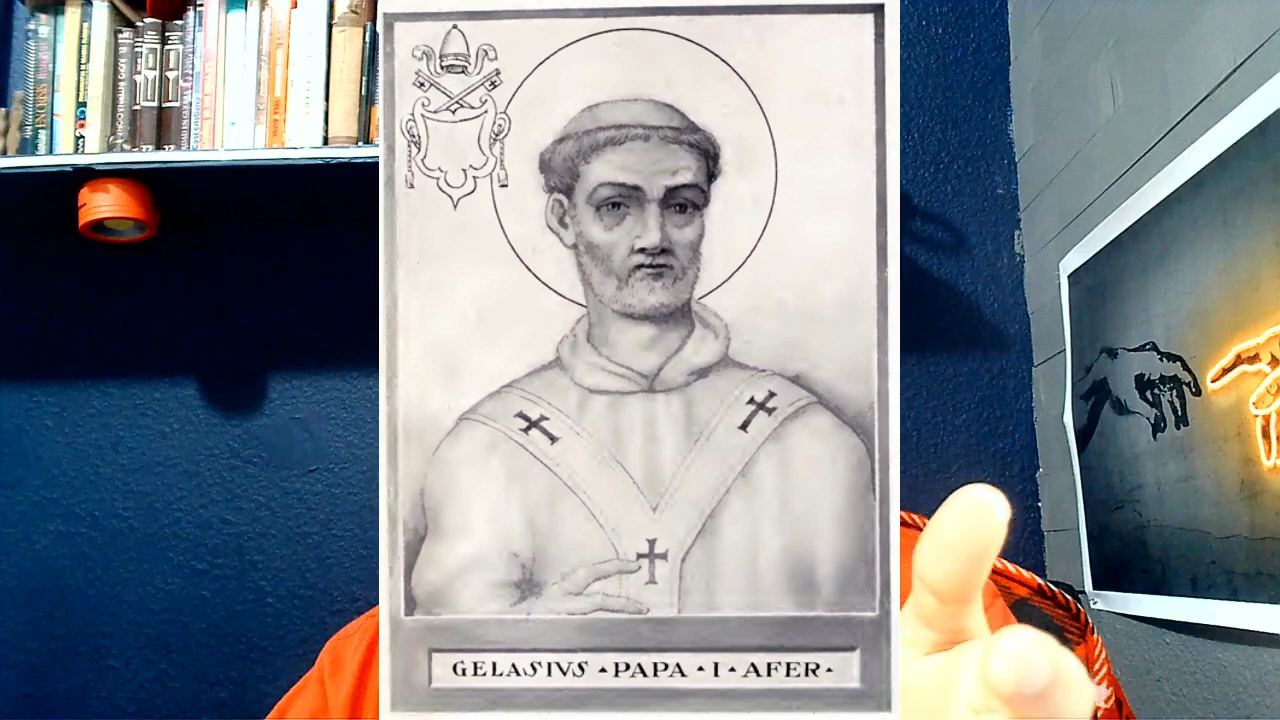 GELASIVS ▴ PAPA ▴ I ▴ AFER ▴